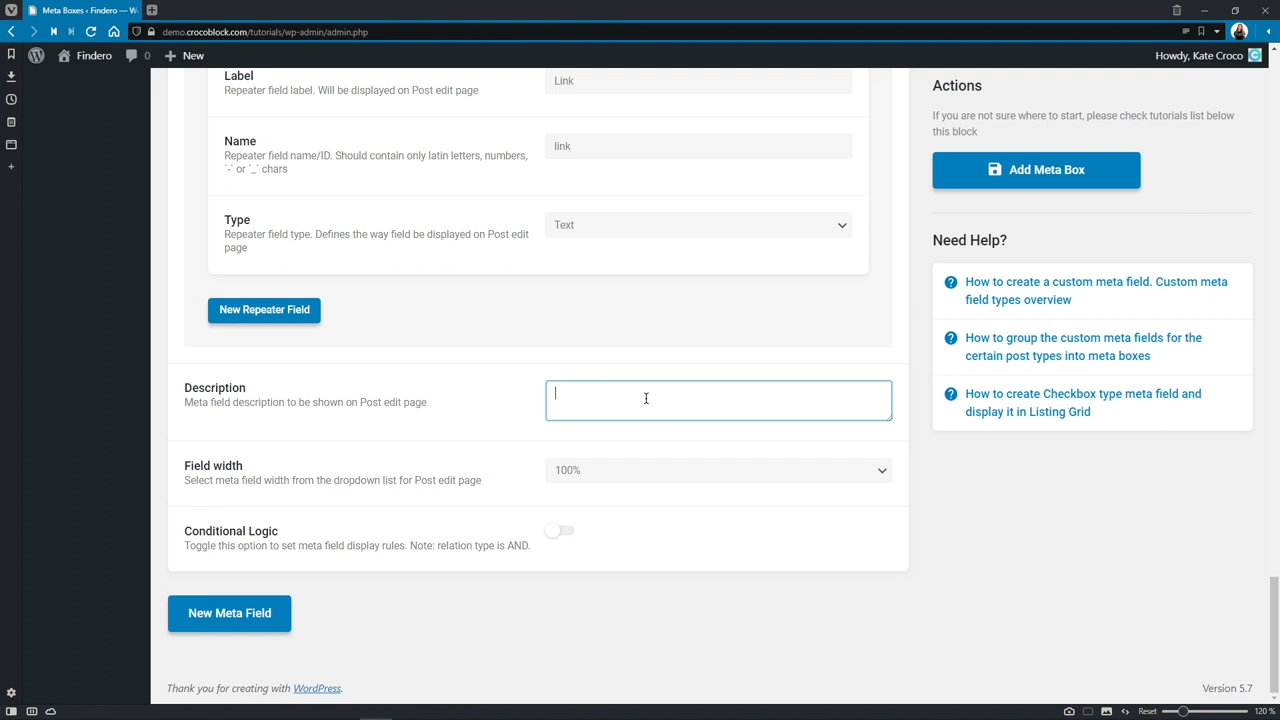 Meta Boxes ‹ Findero — W
demo.crocoblock.com/tutorials/wp-admin/admin.php
Findero
0
New
Howdy, Kate Croco
Label
Repeater field label. Will be displayed on Post edit page
Link
Name
Repeater field name/ID. Should contain only latin letters, numbers,
`-` or `_` chars
link
Type
Repeater field type. Defines the way field be displayed on Post edit
page
Text
New Repeater Field
Description
Meta field description to be shown on Post edit page
Field width
Select meta field width from the dropdown list for Post edit page
100%
Conditional Logic
Toggle this option to set meta field display rules. Note: relation type is AND.
New Meta Field
Actions
If you are not sure where to start, please check tutorials list below
this block
Add Meta Box
Need Help?
How to create a custom meta field. Custom meta
field types overview
How to group the custom meta fields for the
certain post types into meta boxes
How to create Checkbox type meta field and
display it in Listing Grid
Thank you for creating with WordPress.
Version 5.7
Reset
120 %